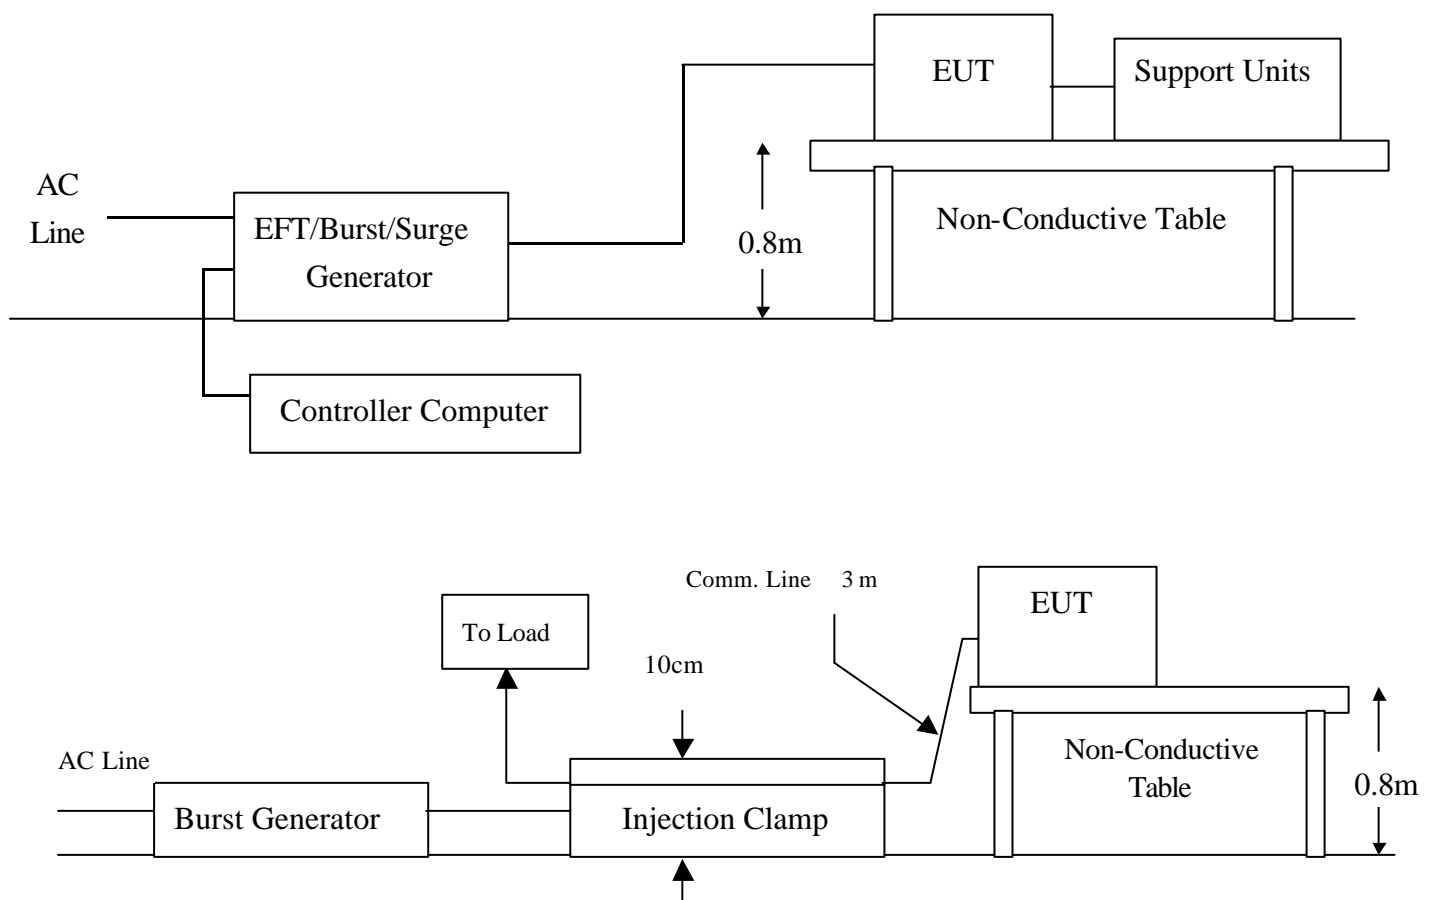 EUT
Support Units
AC
Line
EFT/Burst/Surge
Generator
0.8m
Non-Conductive Table
Controller Computer
Comm. Line 3 m
EUT
To Load
10cm
AC Line
Burst Generator
Injection Clamp
Non-Conductive
Table
0.8m